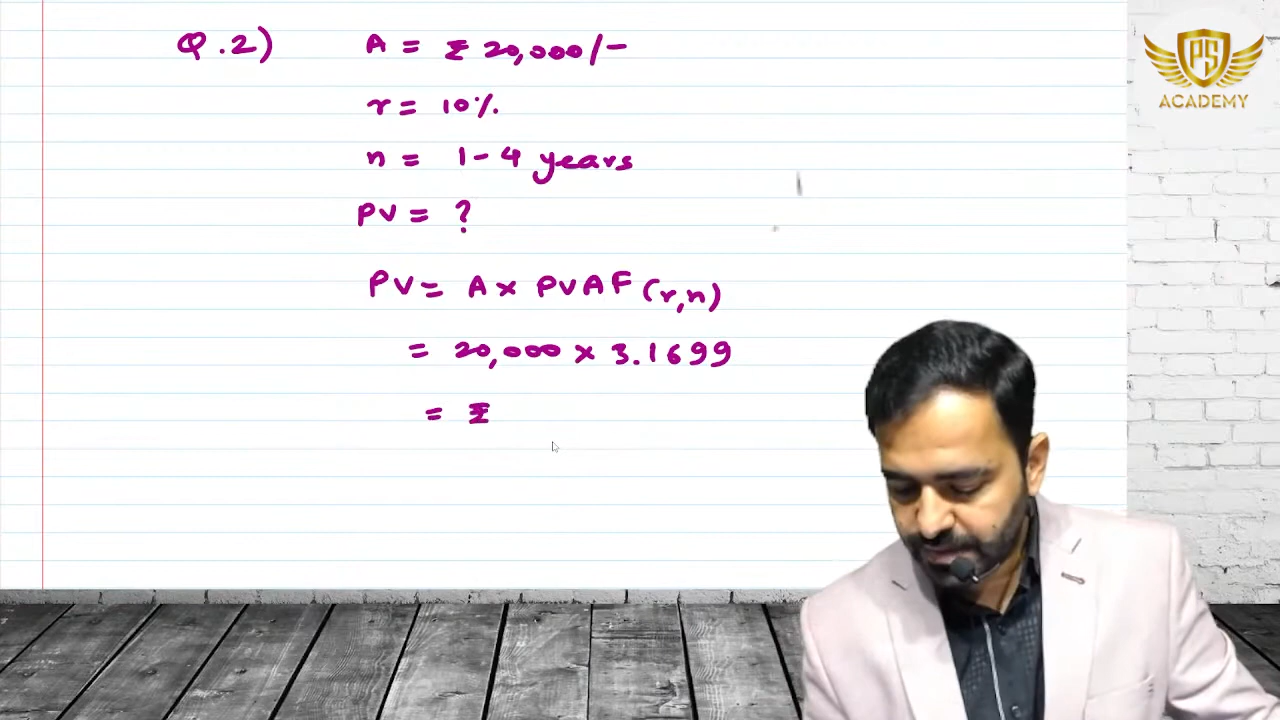 Q.2) A = ₹ 20,000/-
r = 10%
n = 1-4 years
PV = ?
PV = A × PVAF (r,n)
= 20,000 × 3.1699
= ₹
PS
ACADEMY